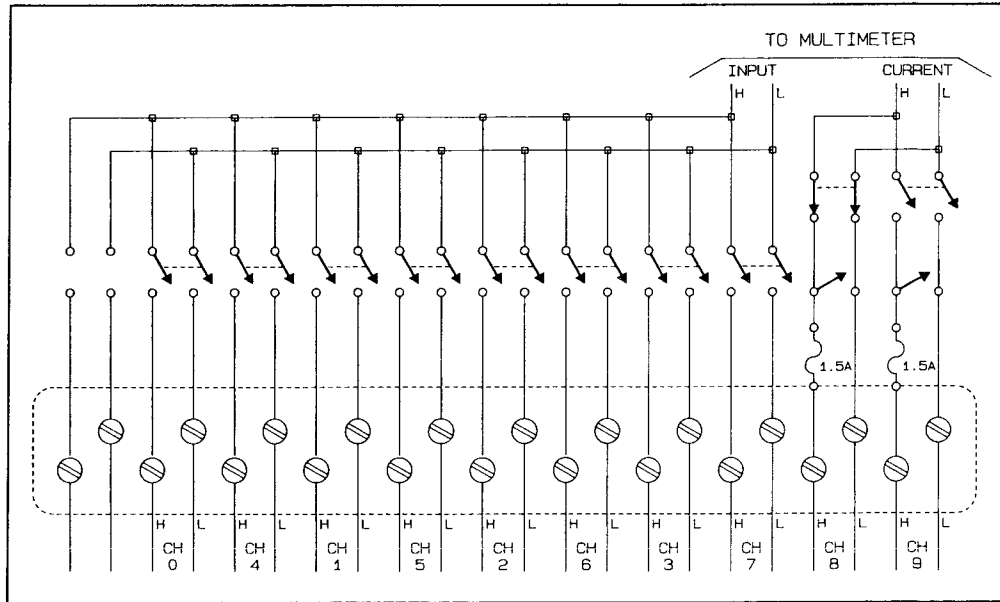 TO MULTIMETER
INPUT CURRENT
H L H L
1.5A 1.5A
H L H L H L H L H L H L H L H L H L H L
CH CH CH CH CH CH CH CH CH CH
0 4 1 5 2 6 3 7 8 9